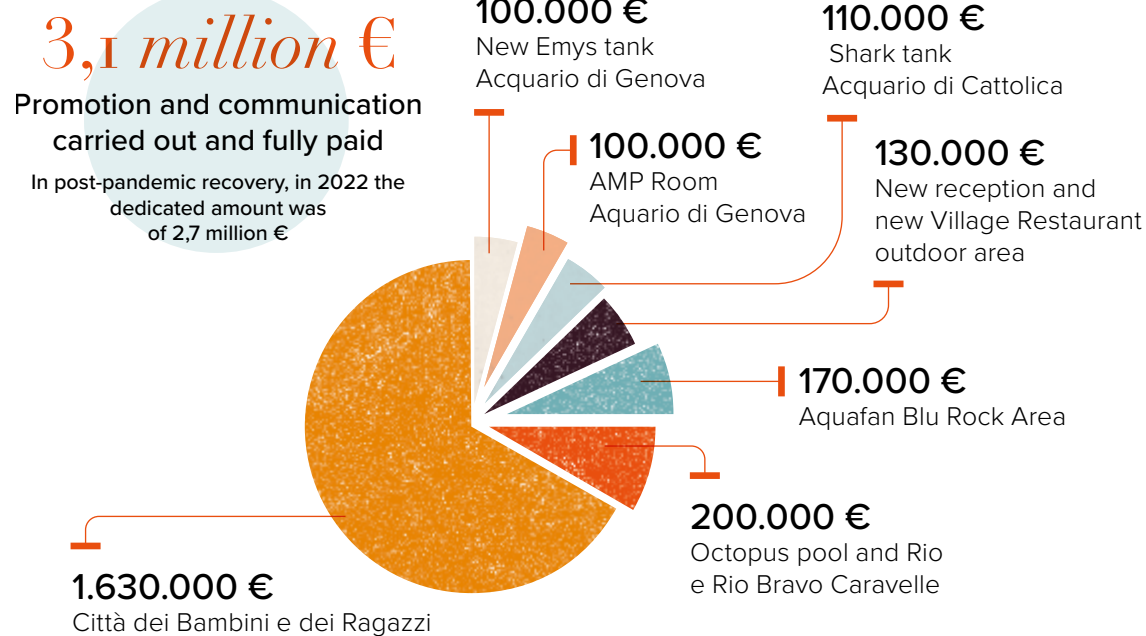 3,1 million €
Promotion and communication
carried out and fully paid
In post-pandemic recovery, in 2022 the
dedicated amount was
of 2,7 million €
100.000 €
New Emys tank
Acquario di Genova
110.000 €
Shark tank
Acquario di Cattolica
100.000 €
AMP Room
Aquario di Genova
130.000 €
New reception and
new Village Restaurant
outdoor area
170.000 €
Aquafan Blu Rock Area
200.000 €
Octopus pool and Rio
e Rio Bravo Caravelle
1.630.000 €
Città dei Bambini e dei Ragazzi